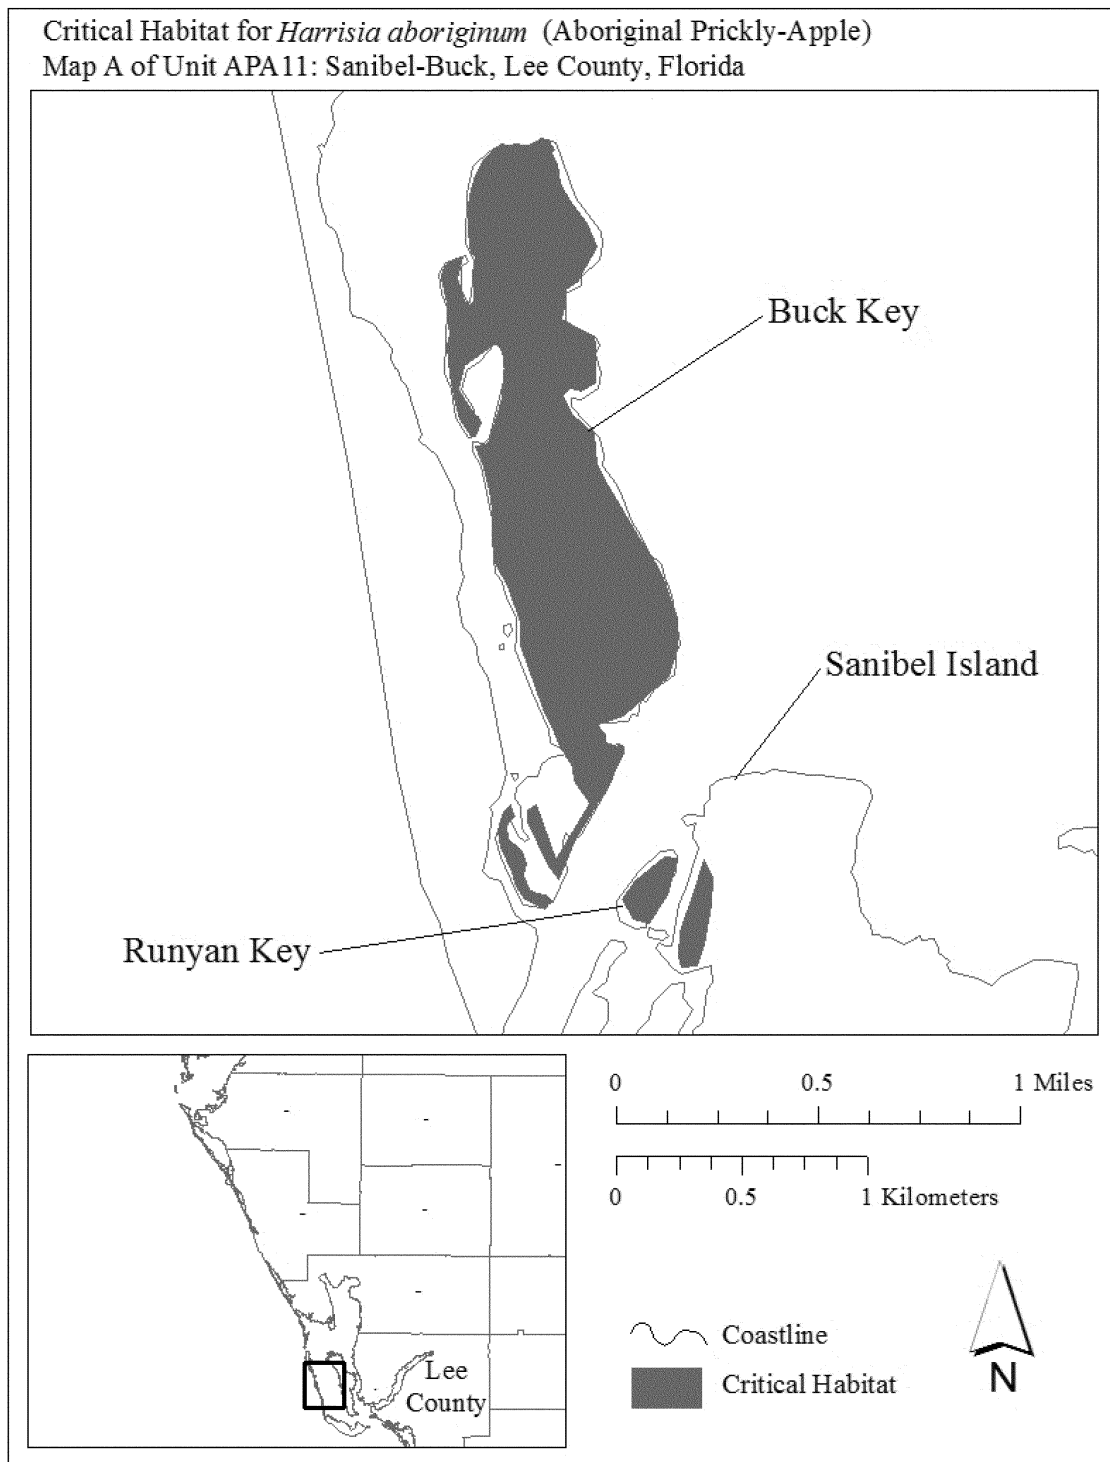 Critical Habitat for Harrisia aboriginum (Aboriginal Prickly-Apple)
Map A of Unit APA11: Sanibel-Buck, Lee County, Florida
Buck Key
Sanibel Island
Runyan Key
Lee
County
0 0.5 1 Miles
0 0.5 1 Kilometers
Coastline
Critical Habitat
N